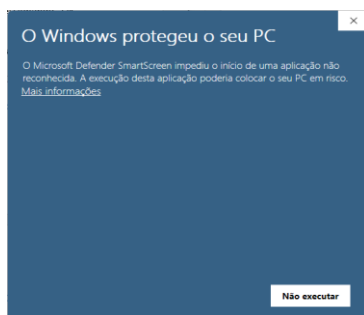 O Windows protegeu o seu PC
O Microsoft Defender SmartScreen impediu o início de uma aplicação não
reconhecida. A execução desta aplicação poderia colocar o seu PC em risco.
Mais informações
Não executar